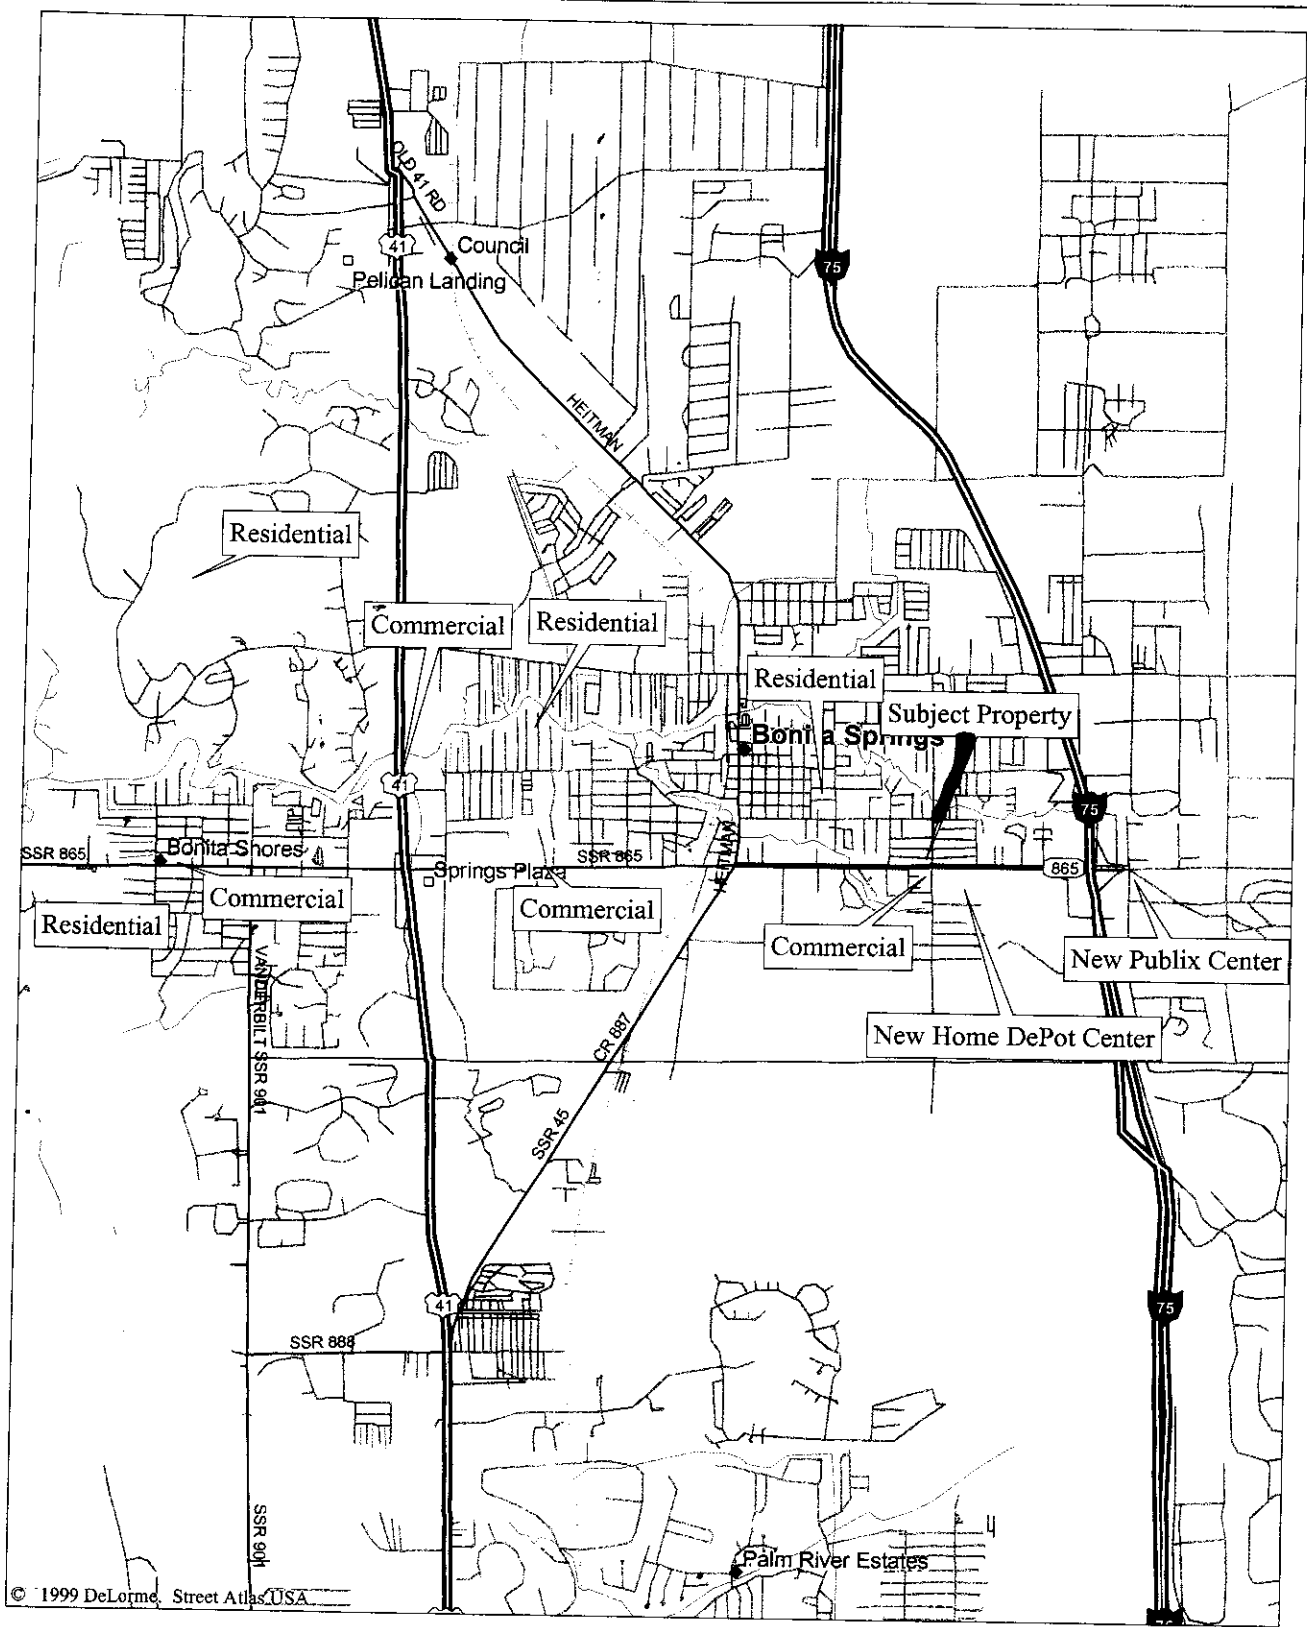 OLD 41 RD
41
Council
Pelican Landing
75
HEITMAN
Residential
Commercial
Residential
Residential
Subject Property
Bonita Springs
41
75
SSR 865
Bonita Shores
SSR 865
HEITMAN
865
Springs Plaza
Commercial
Commercial
Residential
Commercial
New Publix Center
VANDERBILT SSR 901
New Home DePot Center
CR 887
SSR 45
41
75
SSR 888
SSR 901
Palm River Estates
© 1999 DeLorme. Street Atlas USA